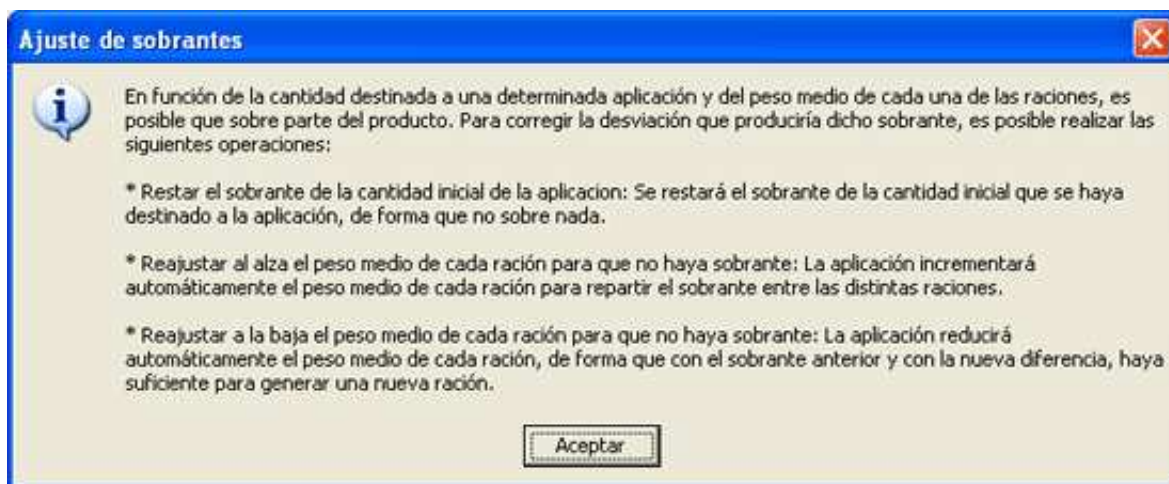 Ajuste de sobrantes
En función de la cantidad destinada a una determinada aplicación y del peso medio de cada una de las raciones, es
posible que sobre parte del producto. Para corregir la desviación que produciría dicho sobrante, es posible realizar las
siguientes operaciones:
* Restar el sobrante de la cantidad inicial de la aplicacion: Se restará el sobrante de la cantidad inicial que se haya
destinado a la aplicación, de forma que no sobre nada.
* Reajustar al alza el peso medio de cada ración para que no haya sobrante: La aplicación incrementará
automáticamente el peso medio de cada ración para repartir el sobrante entre las distintas raciones.
* Reajustar a la baja el peso medio de cada ración para que no haya sobrante: La aplicación reducirá
automáticamente el peso medio de cada ración, de forma que con el sobrante anterior y con la nueva diferencia, haya
suficiente para generar una nueva ración.
Aceptar